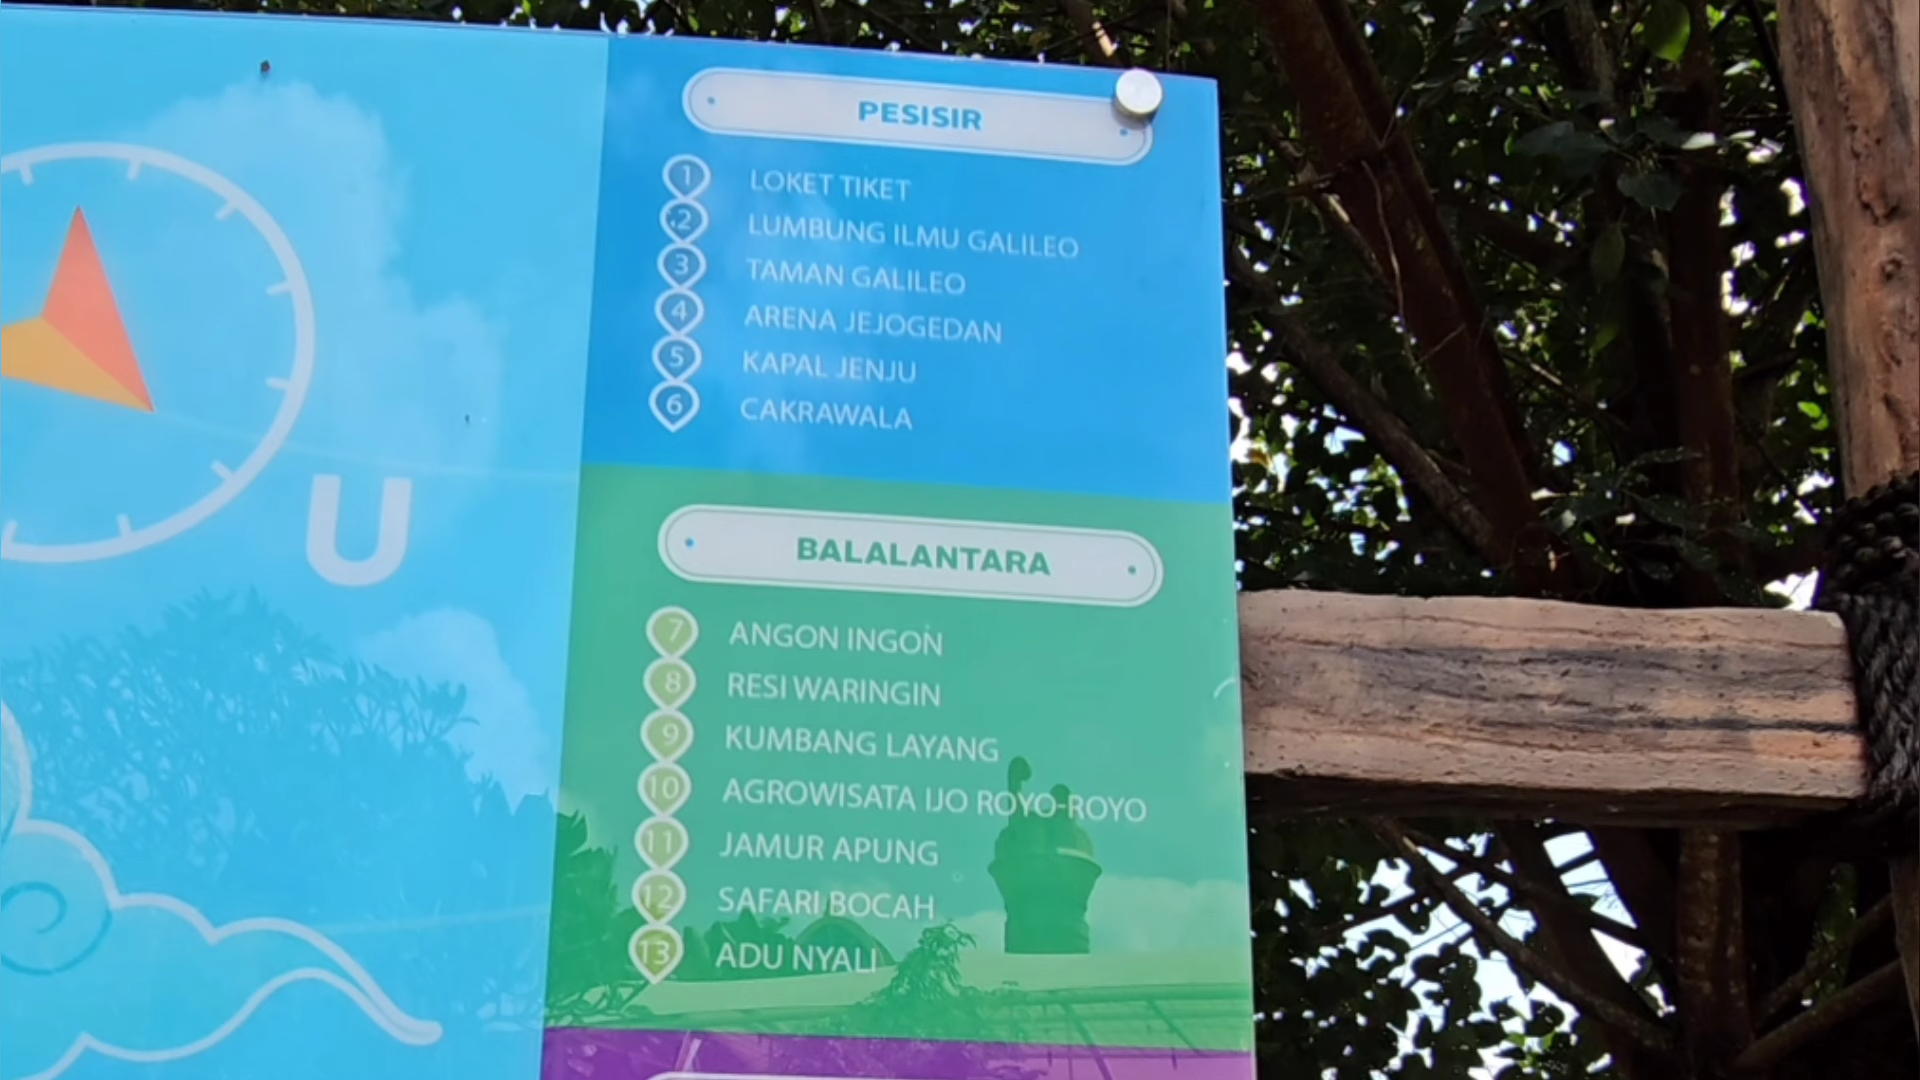 U
PESISIR
1 LOKET TIKET
2 LUMBUNG ILMU GALILEO
3 TAMAN GALILEO
4 ARENA JEJOGEDAN
5 KAPAL JENJU
6 CAKRAWALA
BALALANTARA
7 ANGON INGON
8 RESI WARINGIN
9 KUMBANG LAYANG
10 AGROWISATA IJO ROYO-ROYO
11 JAMUR APUNG
12 SAFARI BOCAH
13 ADU NYALI